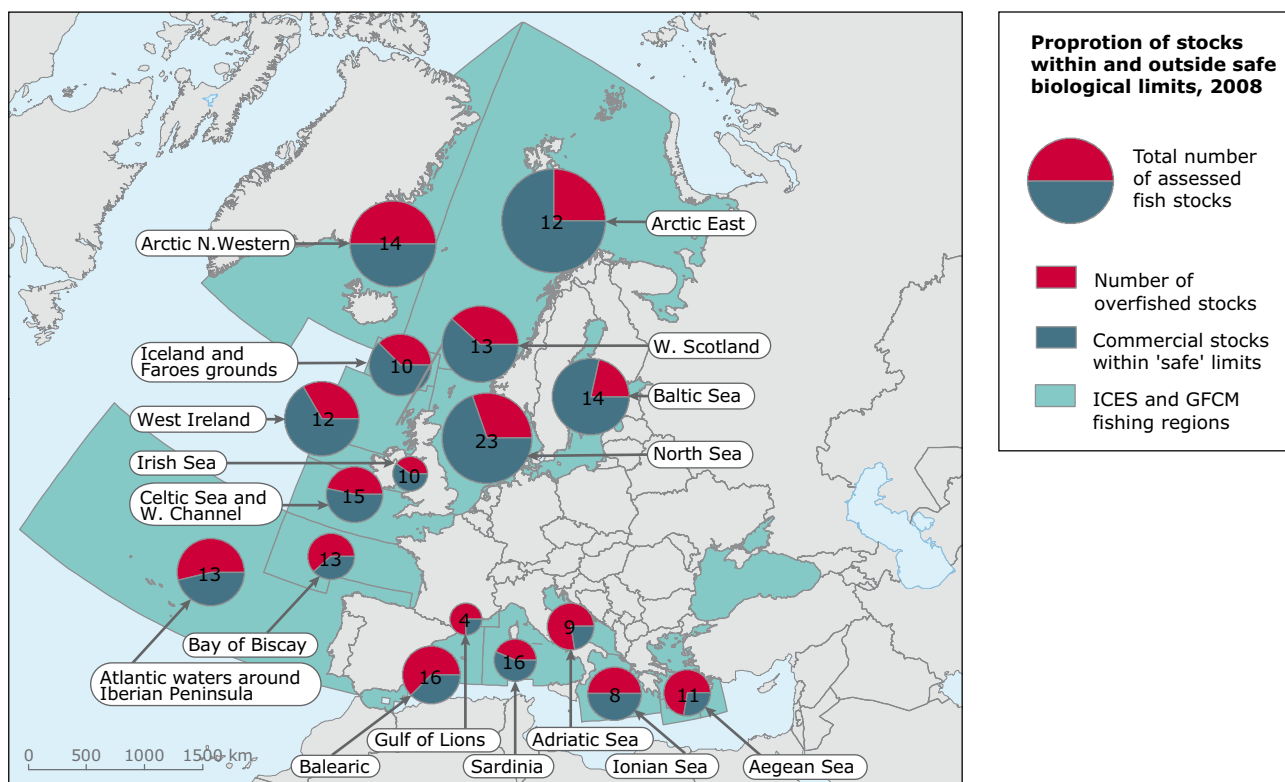 Proprotion of stocks
within and outside safe
biological limits, 2008
Total number
of assessed
fish stocks
Number of
overfished stocks
Commercial stocks
within 'safe' limits
ICES and GFCM
fishing regions
Arctic N.Western
14
12
Arctic East
Iceland and
Faroes grounds
10
13
W. Scotland
West Ireland
12
14
Baltic Sea
23
North Sea
Irish Sea
10
Celtic Sea and
W. Channel
15
13
13
Bay of Biscay
Atlantic waters around
Iberian Peninsula
4
9
16
16
8
11
Gulf of Lions
Adriatic Sea
Balearic
Sardinia
Ionian Sea
Aegean Sea
0 500 1000 1500 km